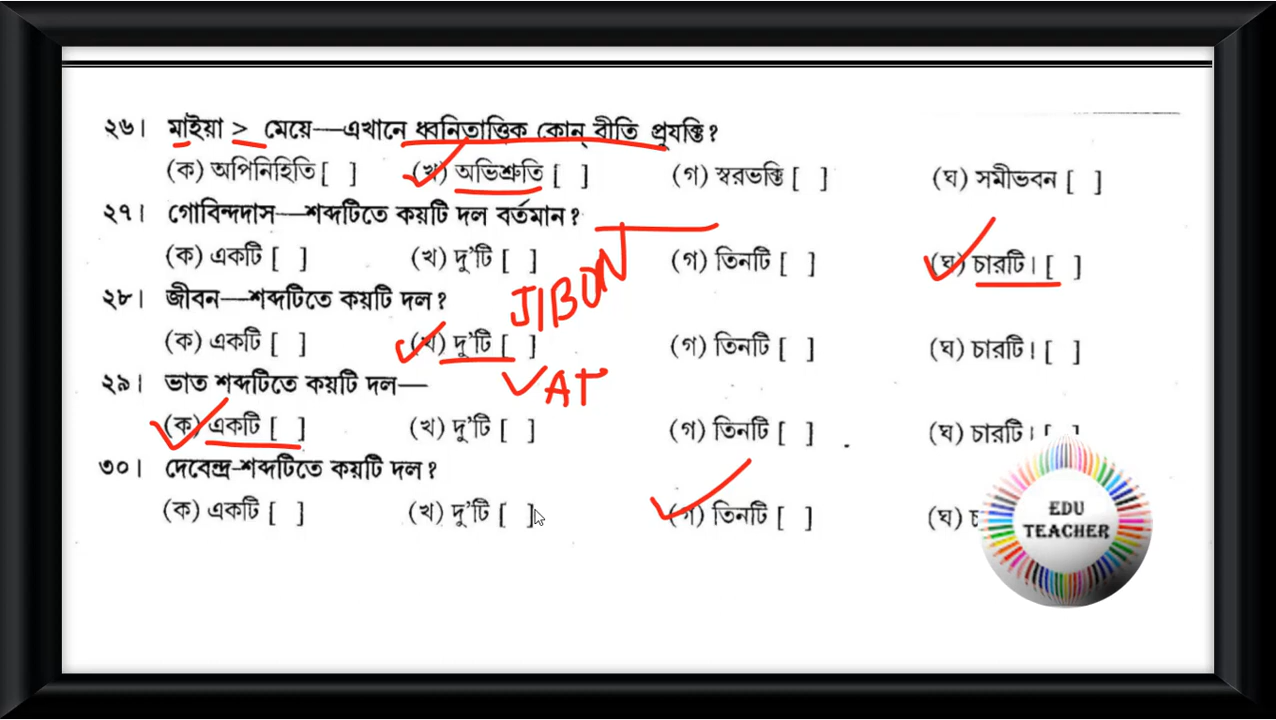 ২৬। মাইয়া > মেয়ে—এখানে ধ্বনিতাত্ত্বিক কোন্ রীতি প্রযুক্তি?
(ক) অপিনিহিতি [ ] (খ) অভিশ্রুতি [ ] (গ) স্বরভক্তি [ ] (ঘ) সমীভবন [ ]
২৭। গোবিন্দদাস—শব্দটিতে কয়টি দল বর্তমান?
(ক) একটি [ ] (খ) দু'টি [ ] (গ) তিনটি [ ] (ঘ) চারটি। [ ]
JIBON
২৮। জীবন—শব্দটিতে কয়টি দল?
(ক) একটি [ ] (খ) দু'টি [ ] (গ) তিনটি [ ] (ঘ) চারটি। [ ]
২৯। ভাত শব্দটিতে কয়টি দল—
AT
(ক) একটি [ ] (খ) দু'টি [ ] (গ) তিনটি [ ] (ঘ) চারটি। [ ]
৩০। দেবেন্দ্র-শব্দটিতে কয়টি দল?
(ক) একটি [ ] (খ) দু'টি [ ] (গ) তিনটি [ ] (ঘ)
EDU
TEACHER